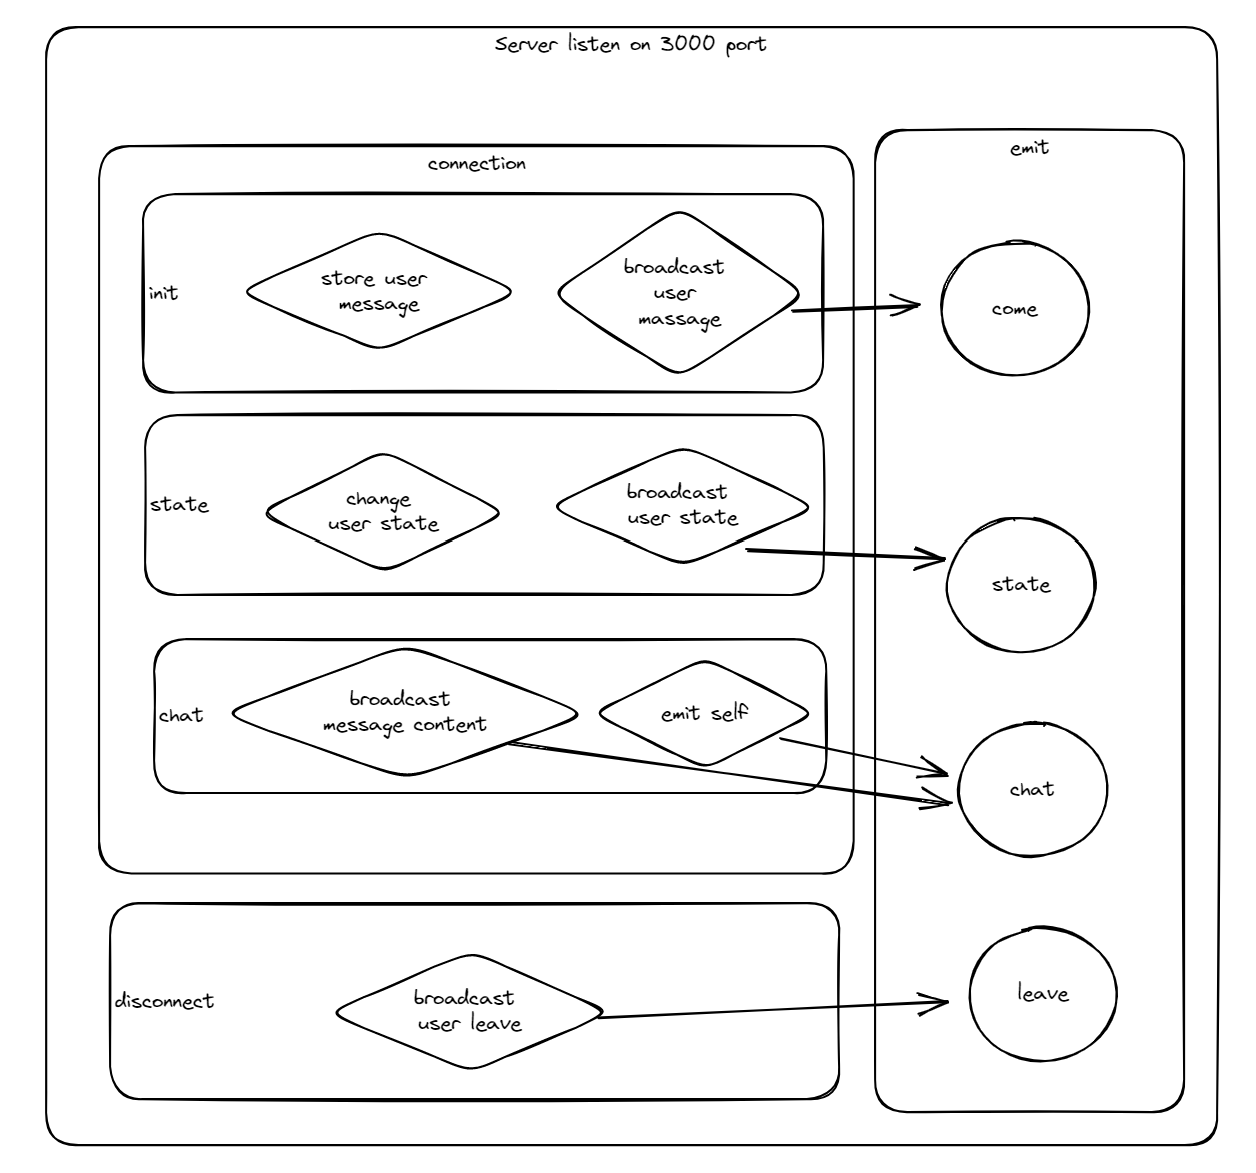 Server listen on 3000 port
connection
emit
init
store user
message
broadcast
user
massage
come
state
change
user state
broadcast
user state
state
chat
broadcast
message content
emit self
chat
disconnect
broadcast
user leave
leave